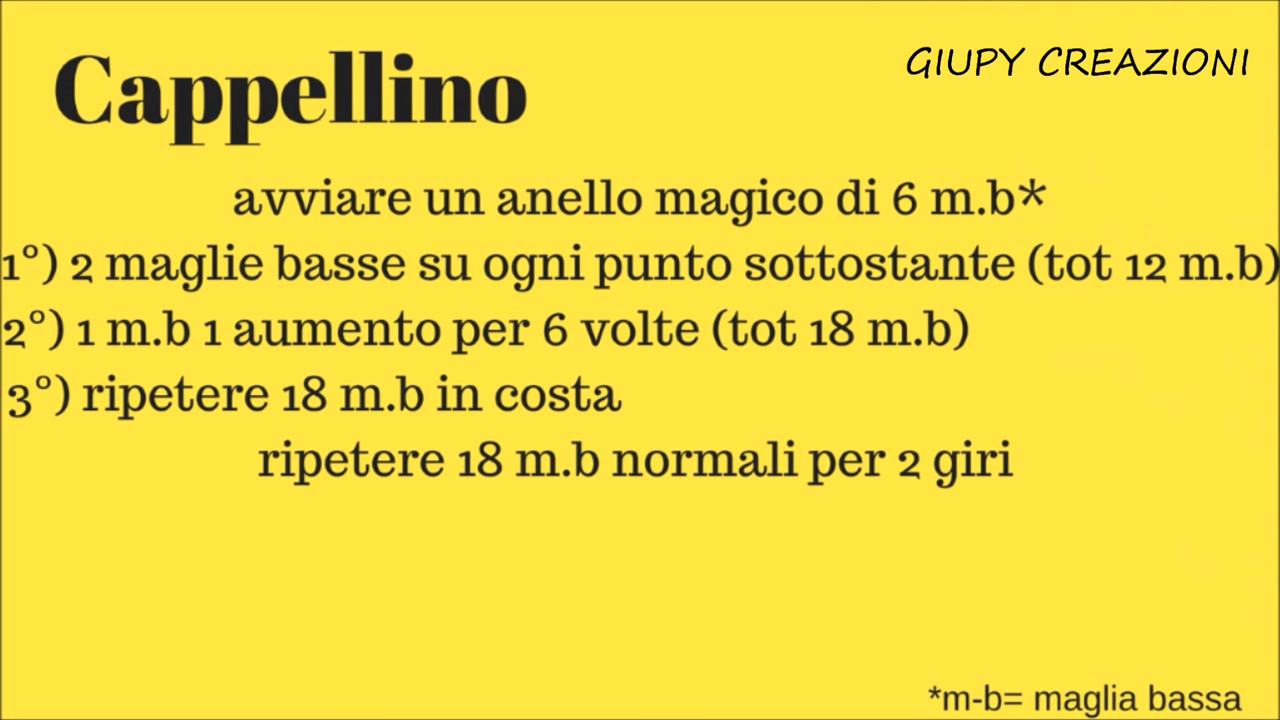 Cappellino
GIUPY CREAZIONI
avviare un anello magico di 6 m.b*
1°) 2 maglie basse su ogni punto sottostante (tot 12 m.b)
2°) 1 m.b 1 aumento per 6 volte (tot 18 m.b)
3°) ripetere 18 m.b in costa
ripetere 18 m.b normali per 2 giri
*m-b= maglia bassa